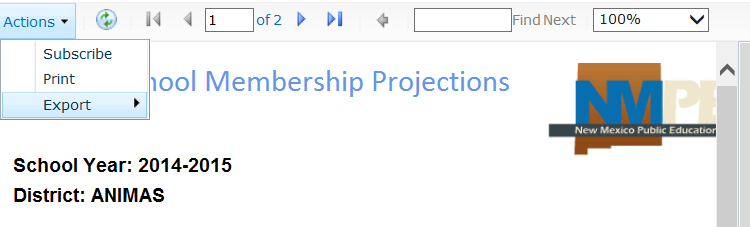 Actions 1 of 2 Find Next 100%
Subscribe
Print
Export
hool Membership Projections
NMPE
New Mexico Public Education
School Year: 2014-2015
District: ANIMAS